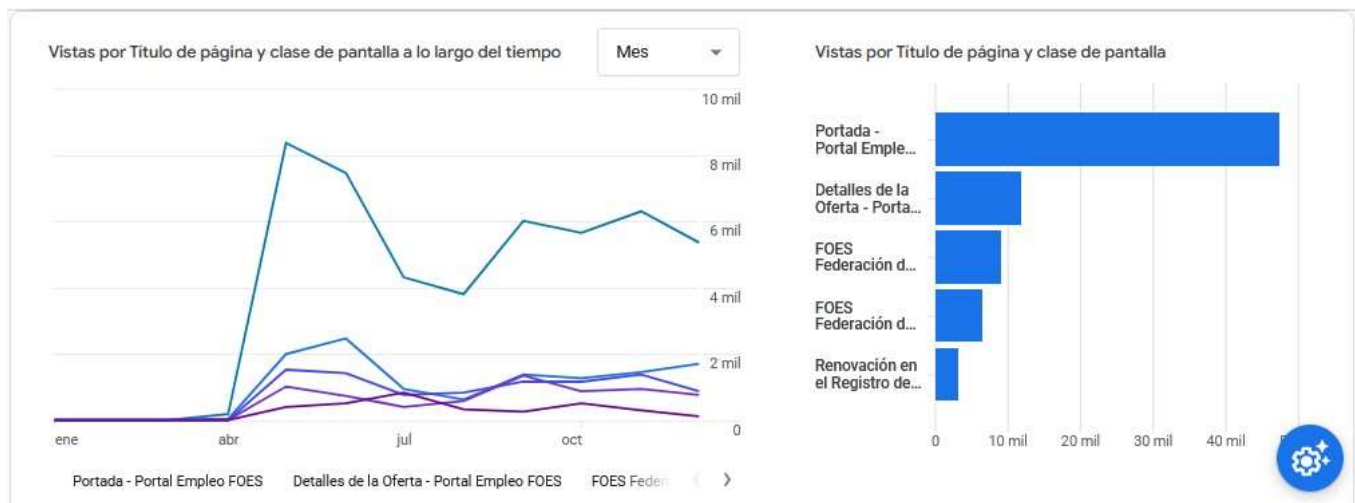 Vistas por Título de página y clase de pantalla a lo largo del tiempo
Mes
10 mil
8 mil
6 mil
4 mil
2 mil
0
ene
abr
jul
oct
Portada - Portal Empleo FOES
Detalles de la Oferta - Portal Empleo FOES
FOES Feder
Vistas por Título de página y clase de pantalla
Portada -
Portal Emple...
Detalles de la
Oferta - Porta...
FOES
Federación d...
FOES
Federación d...
Renovación en
el Registro de...
0
10 mil
20 mil
30 mil
40 mil